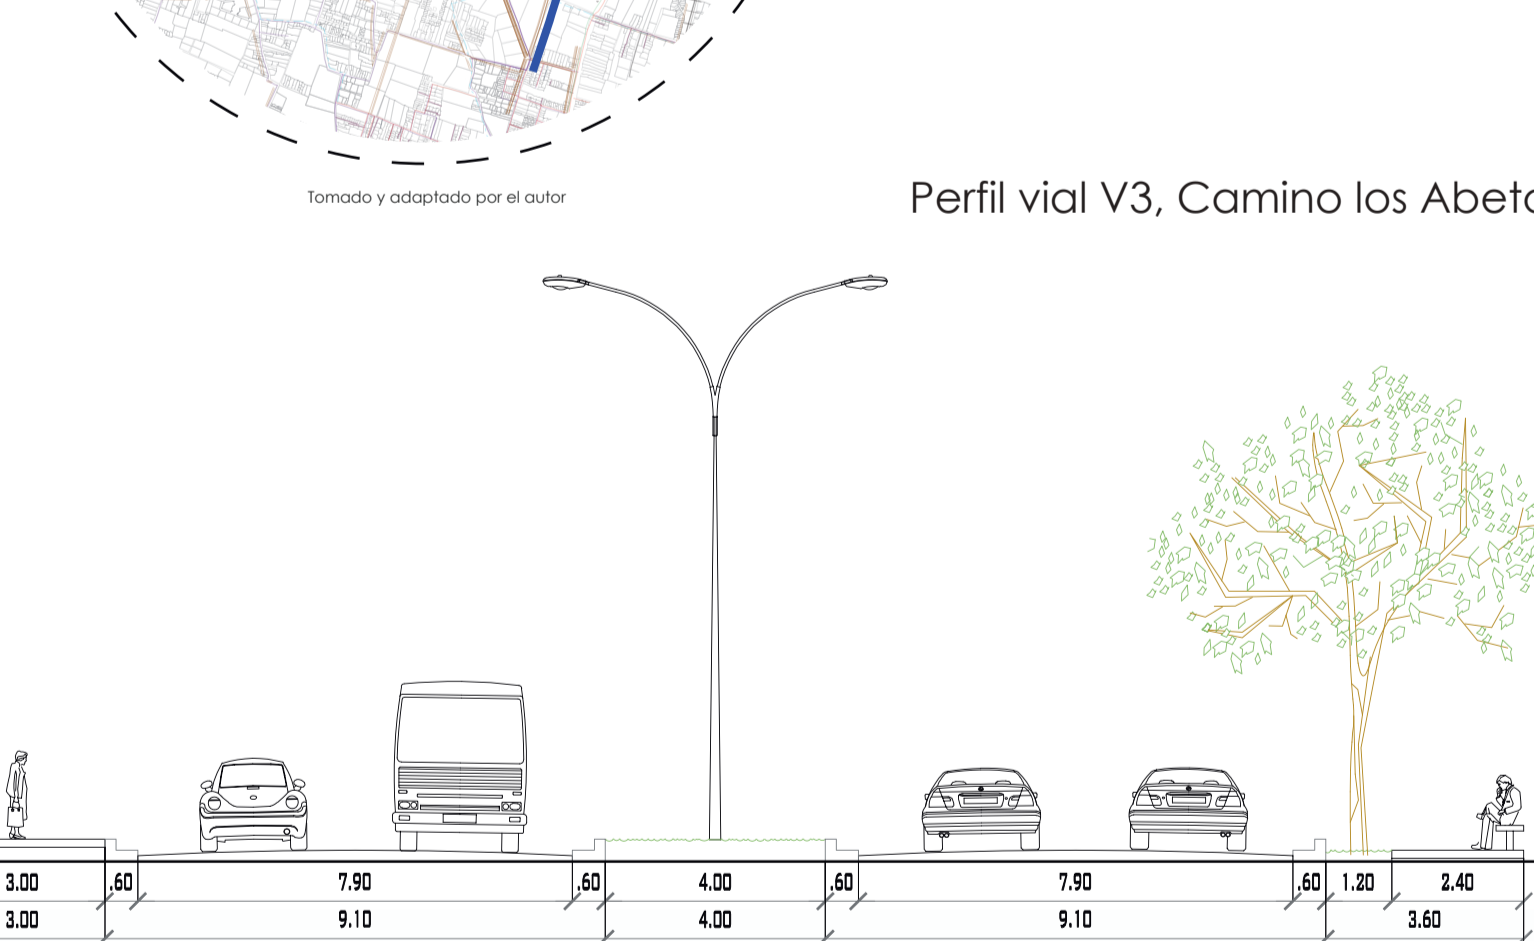 Tomado y adaptado por el autor
Perfil vial V3, Camino los
3.00 .60 7.90 .60 4.00 .60 7.90 .60 1.20 2.40
3.00 9.10 4.00 9.10 3.60